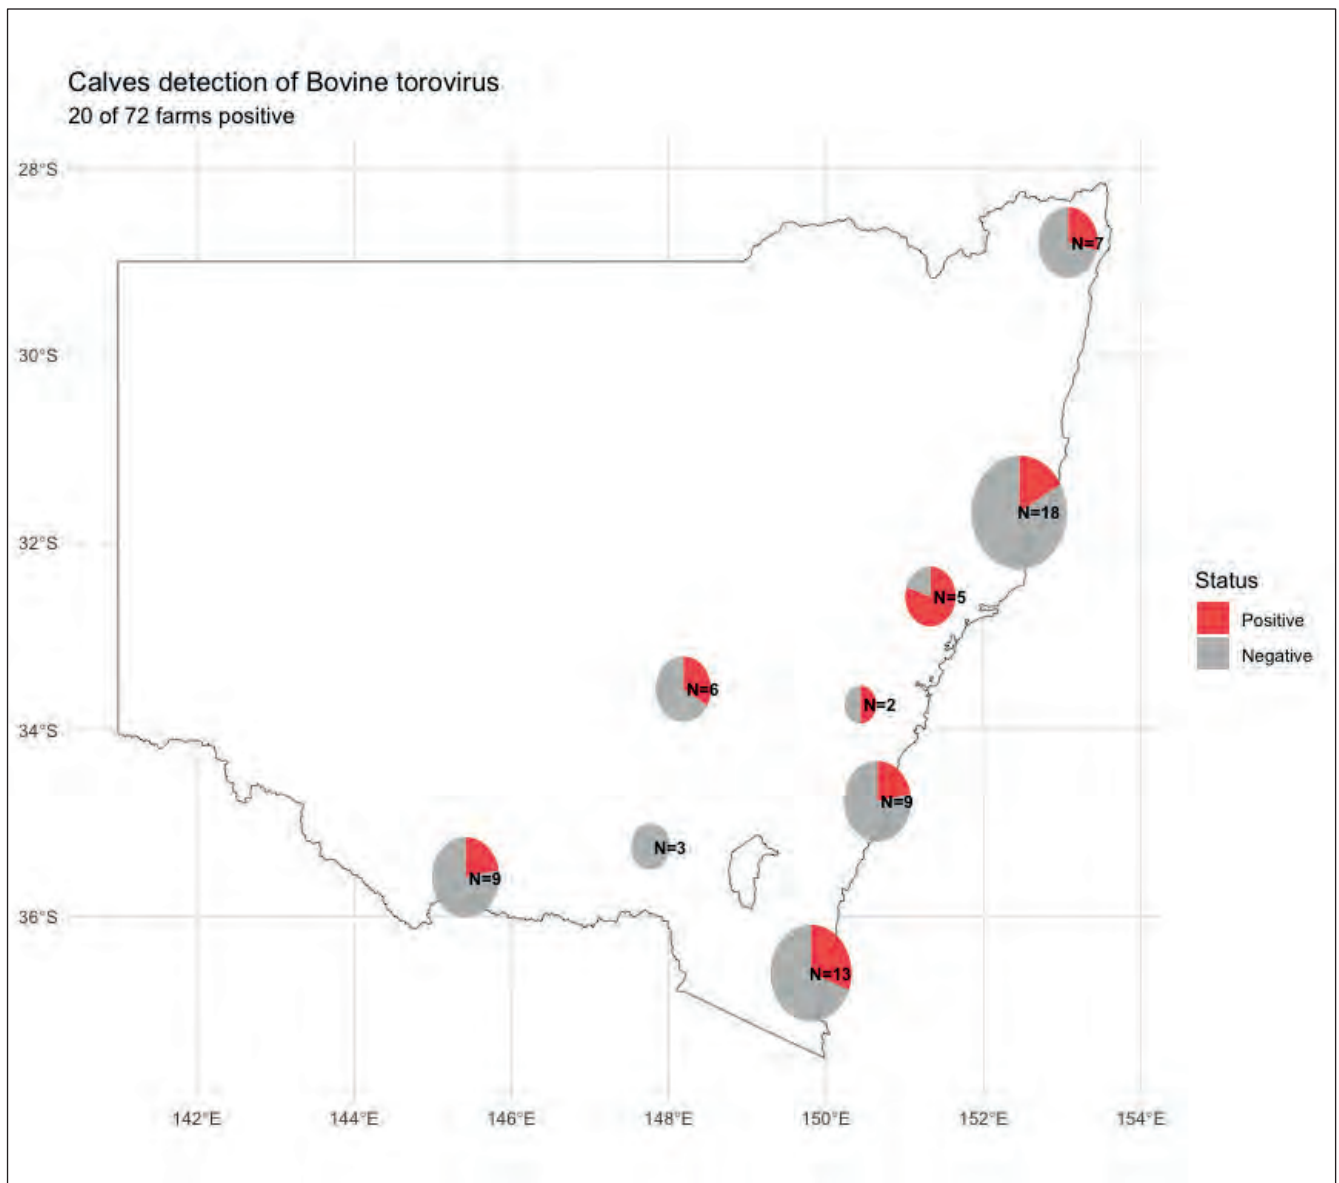 Calves detection of Bovine torovirus
20 of 72 farms positive
28°S
N=7
30°S
N=18
32°S
Status
N=5
Positive
Negative
N=6
N=2
34°S
N=9
N=3
N=9
36°S
N=13
142°E 144°E 146°E 148°E 150°E 152°E 154°E